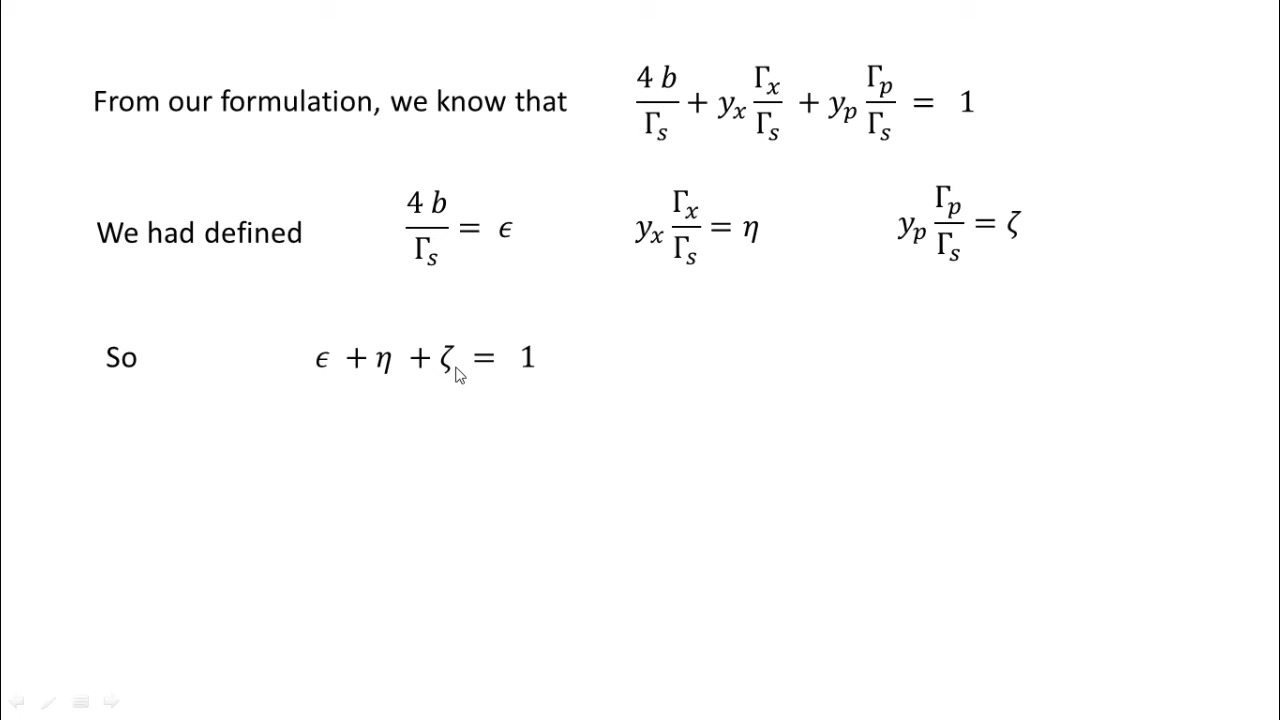 From our formulation, we know that 4 b / Γₛ + yₓ Γₓ / Γₛ + yₚ Γₚ / Γₛ = 1
We had defined 4 b / Γₛ = ϵ yₓ Γₓ / Γₛ = η yₚ Γₚ / Γₛ = ζ
So ϵ + η + ζ = 1